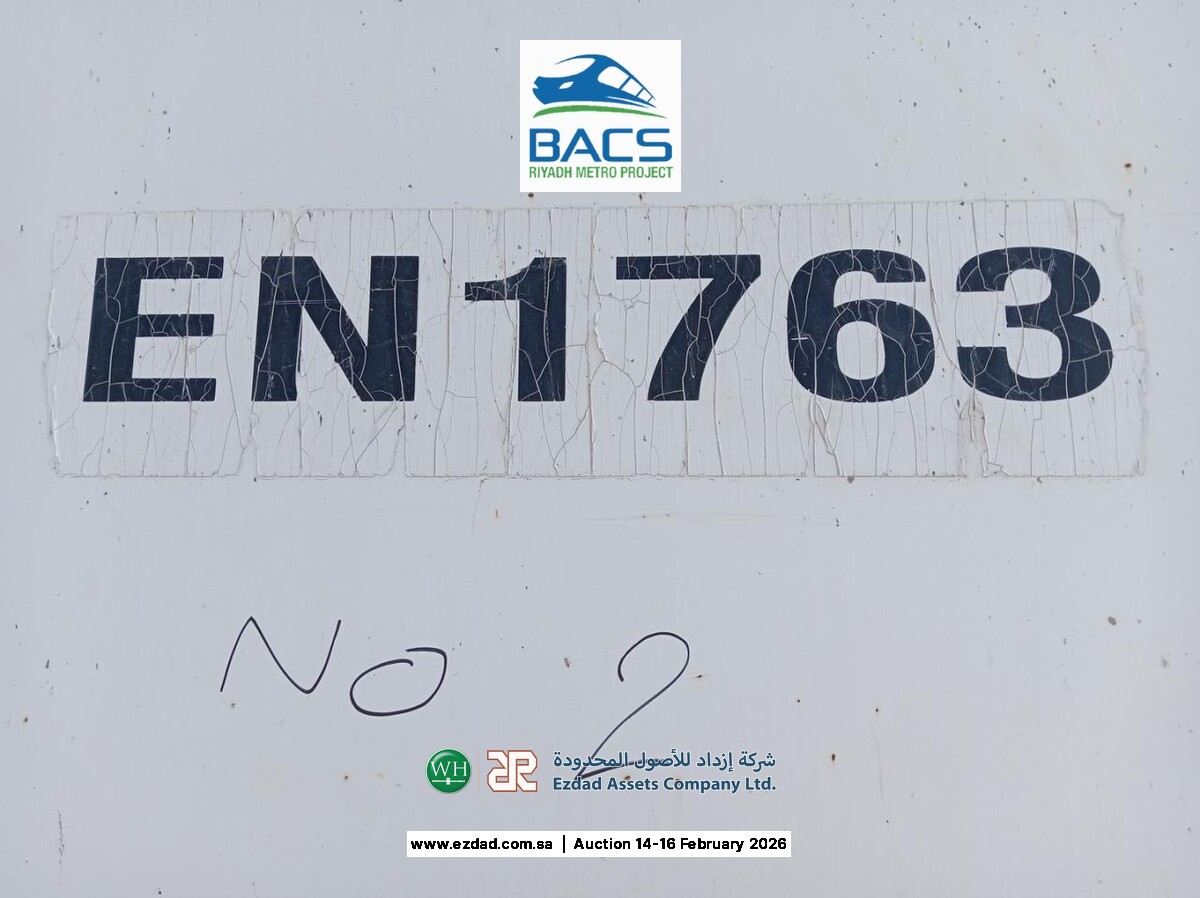 BACS
RIYADH METRO PROJECT
EN1763
NO 2
WH
شركة إزداد للأصول المحدودة
Ezdad Assets Company Ltd.
www.ezdad.com.sa | Auction 14-16 February 2026